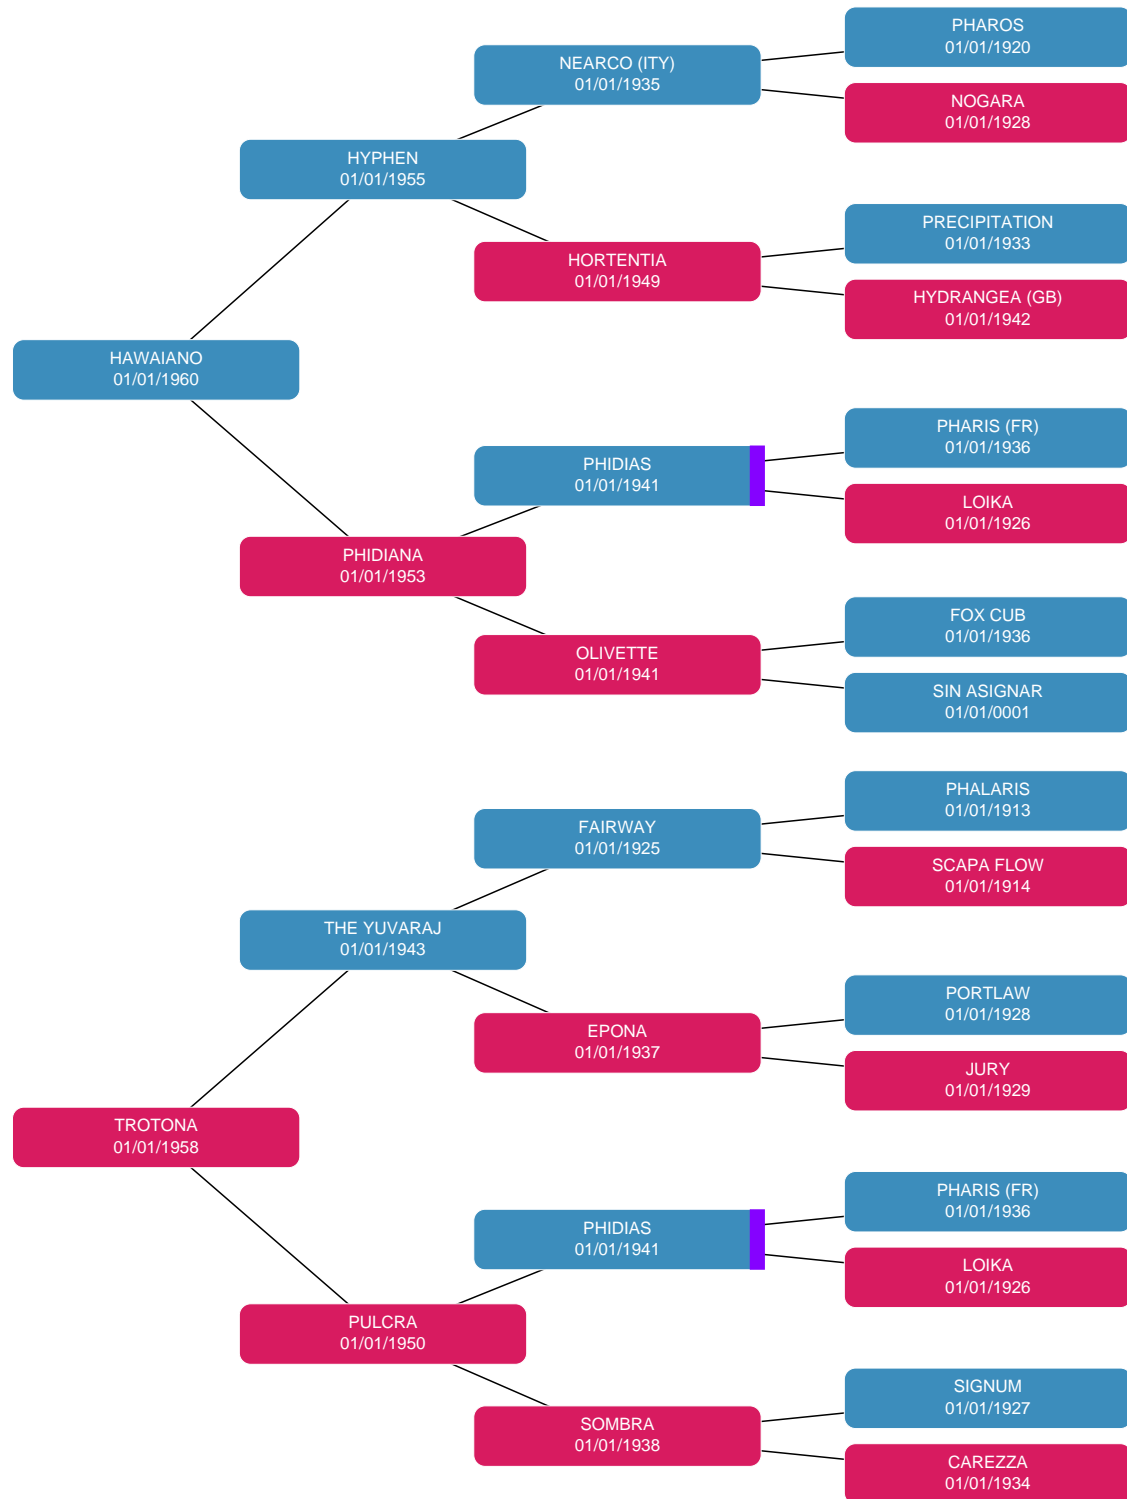 PHAROS
01/01/1920
NEARCO (ITY)
01/01/1935
NOGARA
01/01/1928
HYPHEN
01/01/1955
PRECIPITATION
01/01/1933
HORTENTIA
01/01/1949
HYDRANGEA (GB)
01/01/1942
HAWAIANO
01/01/1960
PHARIS (FR)
01/01/1936
PHIDIAS
01/01/1941
LOIKA
01/01/1926
PHIDIANA
01/01/1953
FOX CUB
01/01/1936
OLIVETTE
01/01/1941
SIN ASIGNAR
01/01/0001
PHALARIS
01/01/1913
FAIRWAY
01/01/1925
SCAPA FLOW
01/01/1914
THE YUVARAJ
01/01/1943
PORTLAW
01/01/1928
EPONA
01/01/1937
JURY
01/01/1929
TROTONA
01/01/1958
PHARIS (FR)
01/01/1936
PHIDIAS
01/01/1941
LOIKA
01/01/1926
PULCRA
01/01/1950
SIGNUM
01/01/1927
SOMBRA
01/01/1938
CAREZZA
01/01/1934